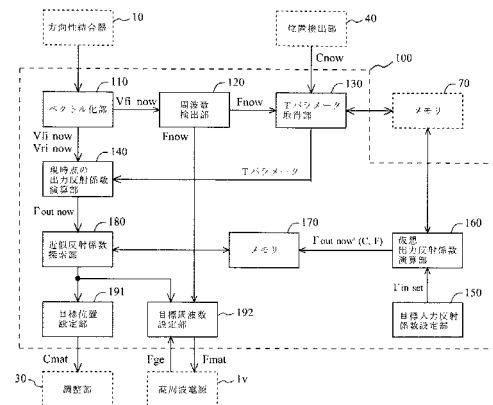 10
方向性結合器
40
位置検出部
Cnow
100
110
ベクトル化部
Vfi now
120
周波数
検出部
Fnow
130
Tパラメータ
取得部
70
メモリ
Vfi now
Vri now
Fnow
140
現時点の
出力反射係数
演算部
Tパラメータ
Γout now
180
近似反射係数
探索部
170
メモリ
Γout now' (C, F)
160
仮想
出力反射係数
演算部
Γin set
191
目標位置
設定部
192
目標周波数
設定部
150
目標入力反射
係数設定部
Cmat
Fge
Fmat
30
調整部
1v
高周波電源